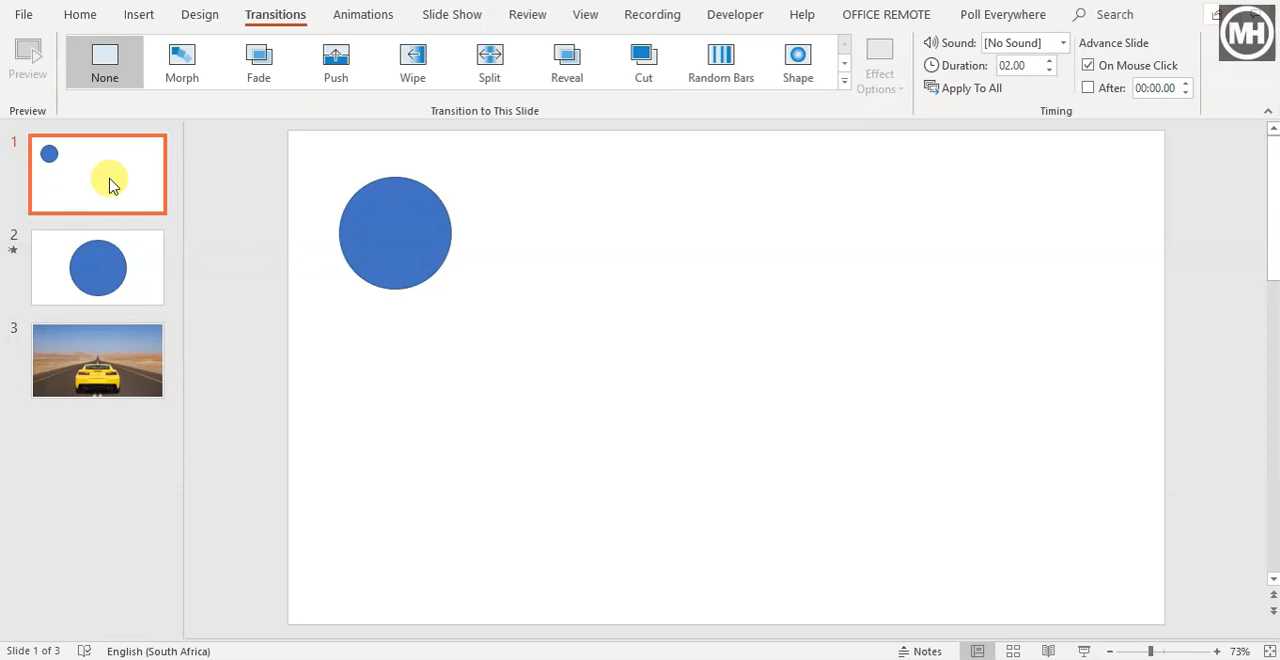 File Home Insert Design Transitions Animations Slide Show Review View Recording Developer Help OFFICE REMOTE Poll Everywhere Search
MH
Preview None Morph Fade Push Wipe Split Reveal Cut Random Bars Shape Effect Options
Sound: [No Sound]
Duration: 02.00
Apply To All
Advance Slide
On Mouse Click
After: 00:00.00
Preview Transition to This Slide Timing
1
2
3
Slide 1 of 3 English (South Africa) Notes 73%